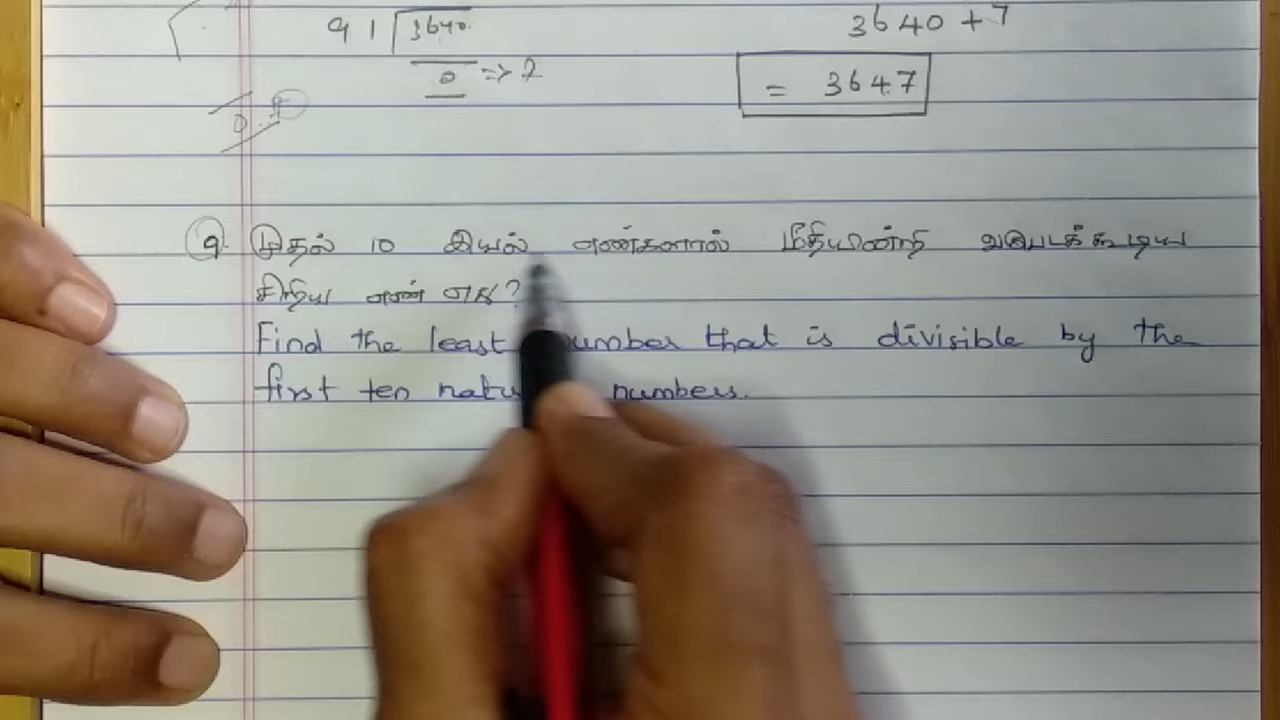 91 3640 3640 + 7
0 => 7 = 3647
9. முதல் 10 இயல் எண்களால் மீதியின்றி வகுபடக்கூடிய
சிறிய எண் எது?
Find the least number that is divisible by the
first ten natu numbers.